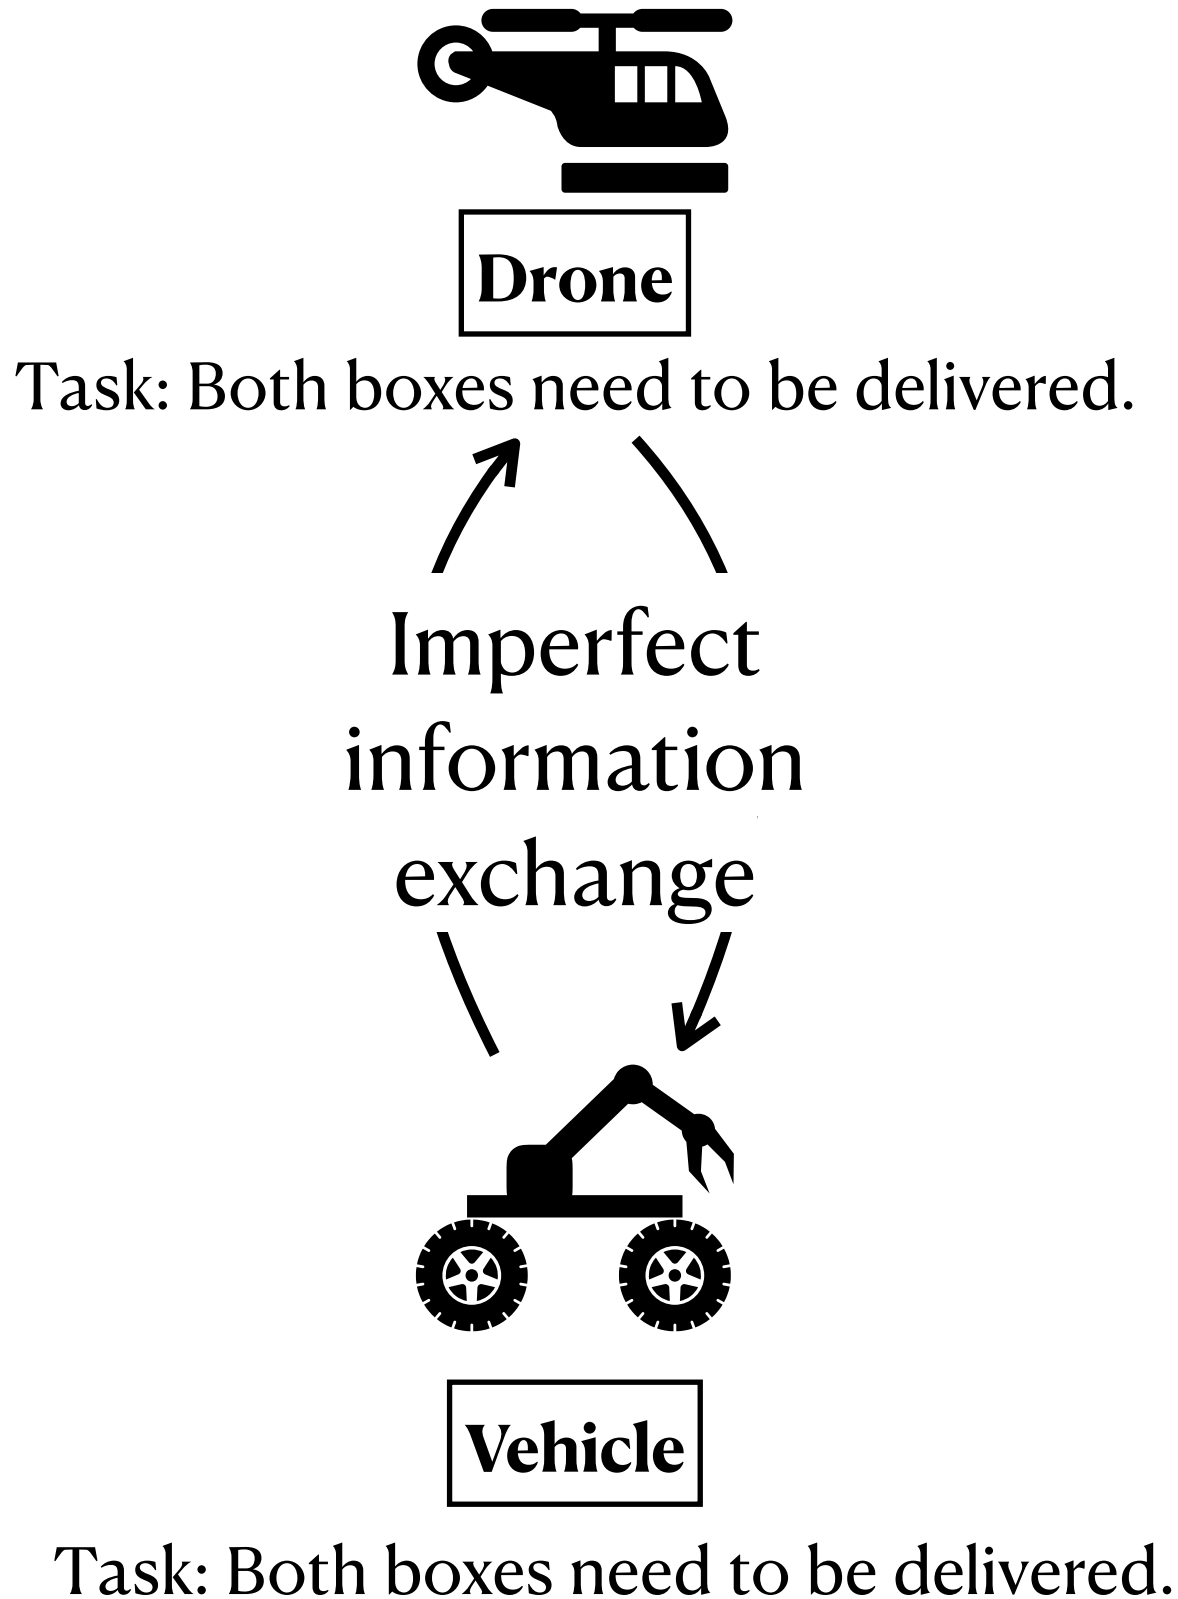 Drone
Task: Both boxes need to be delivered.
Imperfect
information
exchange
Vehicle
Task: Both boxes need to be delivered.